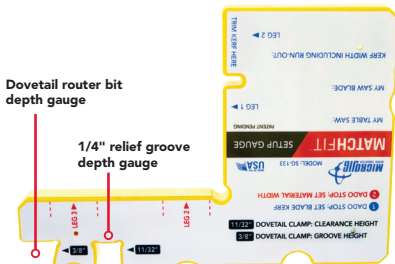 Dovetail router bit
depth gauge
1/4" relief groove
depth gauge
TRIM KERF HERE
LEG 2
KERF WIDTH INCLUDING RUN-OUT:
MY SAW BLADE:
LEG 1
MY TABLE SAW:
PATENT PENDING
MATCHFIT SETUP GAUGE
MICROJIG MODEL SG-133 USA
2 DADO STOP: SET MATERIAL WIDTH
1 DADO STOP: SET BLADE KERF
11/32" DOVETAIL CLAMP: CLEARANCE HEIGHT
3/8" DOVETAIL CLAMP: GROOVE HEIGHT
LEG 3
LEG 2
3/8"
11/32"